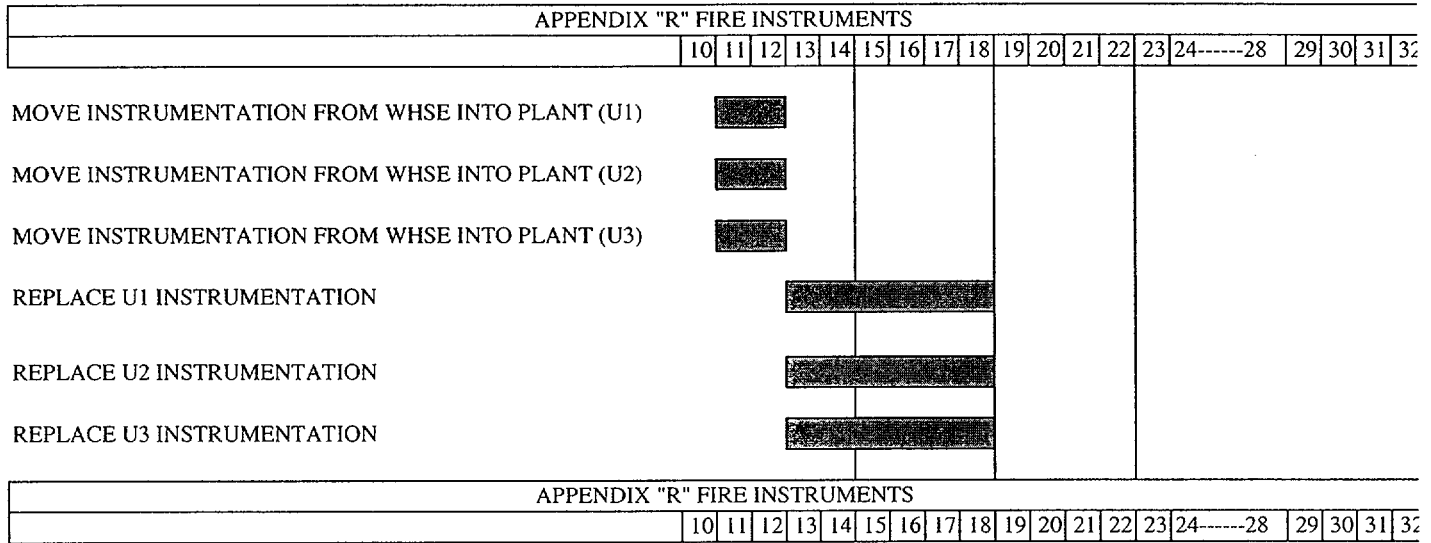 APPENDIX "R" FIRE INSTRUMENTS
10 11 12 13 14 15 16 17 18 19 20 21 22 23 24------28 29 30 31 32
MOVE INSTRUMENTATION FROM WHSE INTO PLANT (U1)
MOVE INSTRUMENTATION FROM WHSE INTO PLANT (U2)
MOVE INSTRUMENTATION FROM WHSE INTO PLANT (U3)
REPLACE U1 INSTRUMENTATION
REPLACE U2 INSTRUMENTATION
REPLACE U3 INSTRUMENTATION
APPENDIX "R" FIRE INSTRUMENTS
10 11 12 13 14 15 16 17 18 19 20 21 22 23 24------28 29 30 31 32